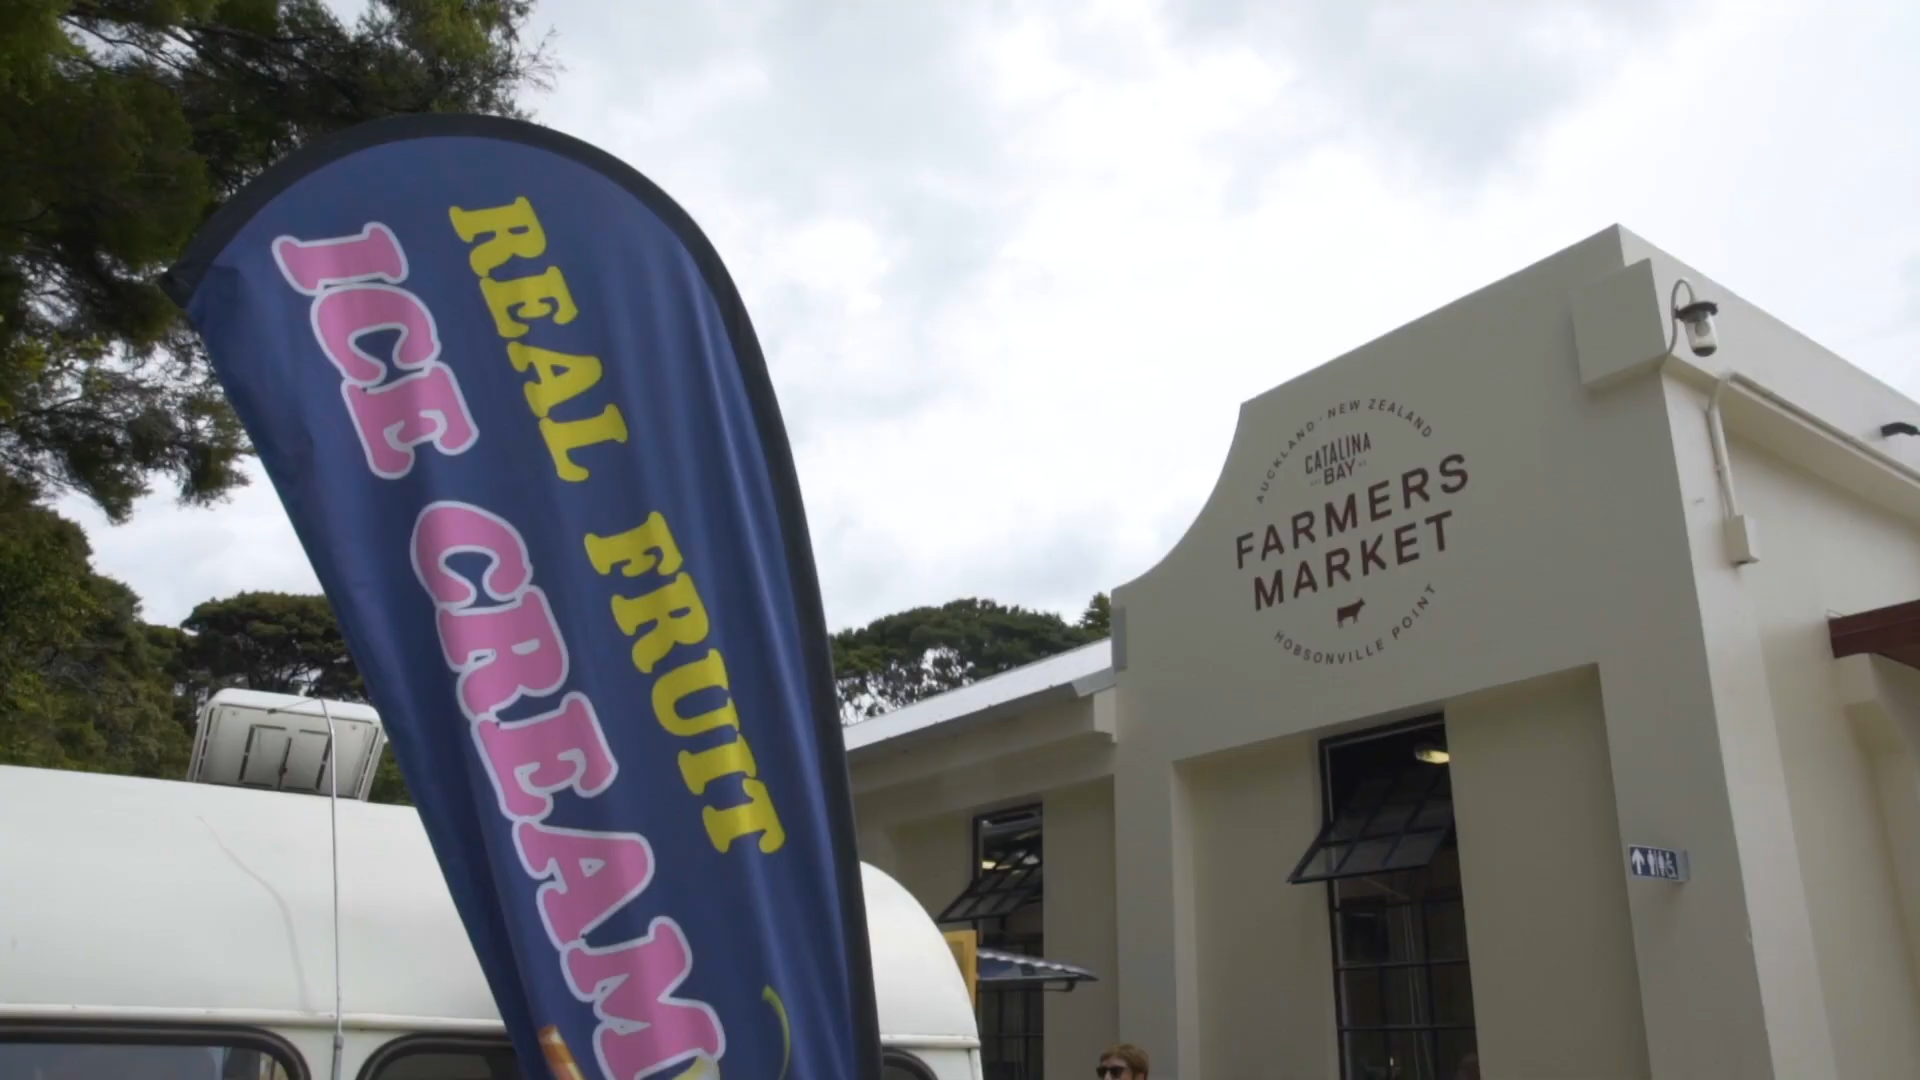 REAL FRUIT
ICE CREAM
AUCKLAND · NEW ZEALAND
CATALINA
BAY
FARMERS
MARKET
HOBSONVILLE POINT